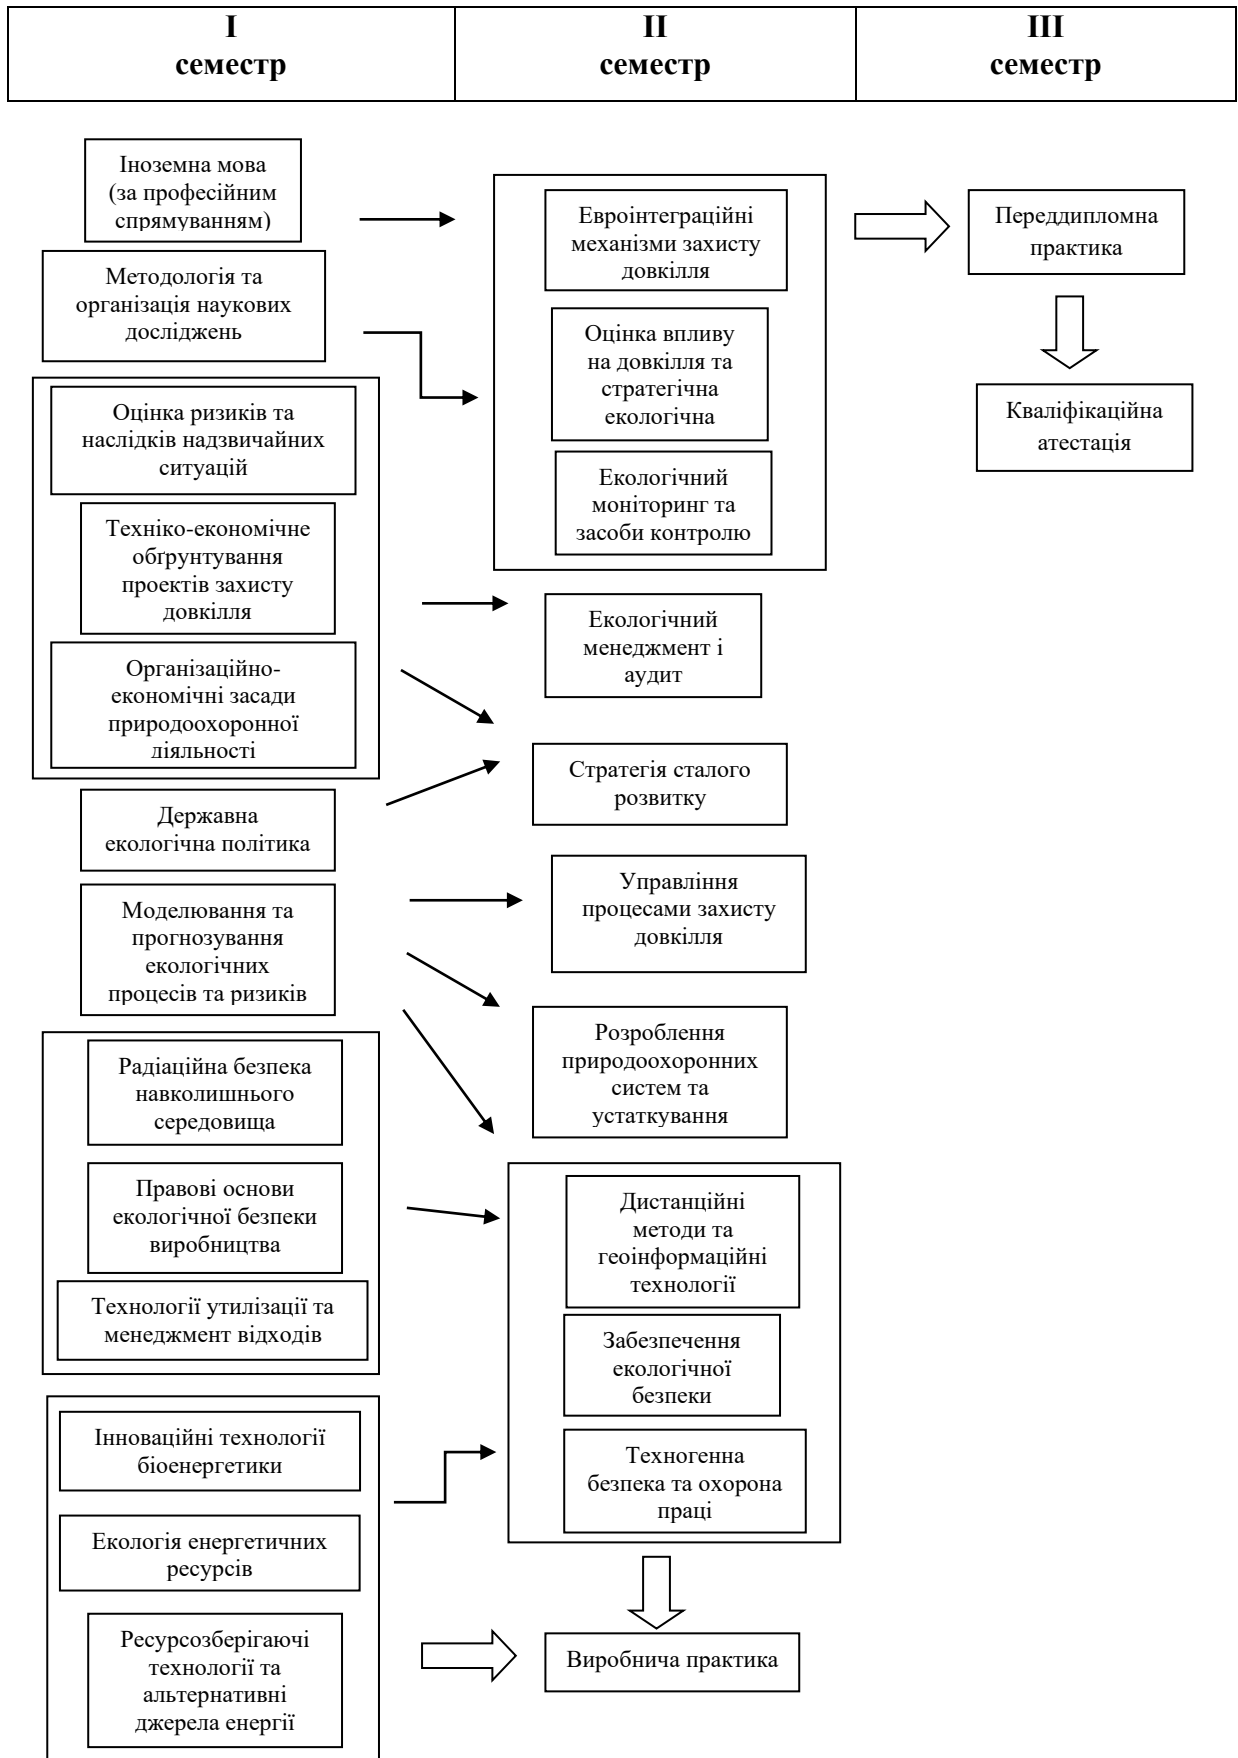 I
семестр
II
семестр
III
семестр
Іноземна мова
(за професійним
спрямуванням)
Методологія та
організація наукових
досліджень
Оцінка ризиків та
наслідків надзвичайних
ситуацій
Техніко-економічне
обґрунтування
проектів захисту
довкілля
Організаційно-
економічні засади
природоохоронної
діяльності
Державна
екологічна політика
Моделювання та
прогнозування
екологічних
процесів та ризиків
Радіаційна безпека
навколишнього
середовища
Правові основи
екологічної безпеки
виробництва
Технології утилізації та
менеджмент відходів
Інноваційні технології
біоенергетики
Екологія енергетичних
ресурсів
Ресурсозберігаючі
технології та
альтернативні
джерела енергії
Евроінтеграційні
механізми захисту
довкілля
Оцінка впливу
на довкілля та
стратегічна
екологічна
Екологічний
моніторинг та
засоби контролю
Екологічний
менеджмент і
аудит
Стратегія сталого
розвитку
Управління
процесами захисту
довкілля
Розроблення
природоохоронних
систем та
устаткування
Дистанційні
методи та
геоінформаційні
технології
Забезпечення
екологічної
безпеки
Техногенна
безпека та охорона
праці
Виробнича практика
Переддипломна
практика
Кваліфікаційна
атестація